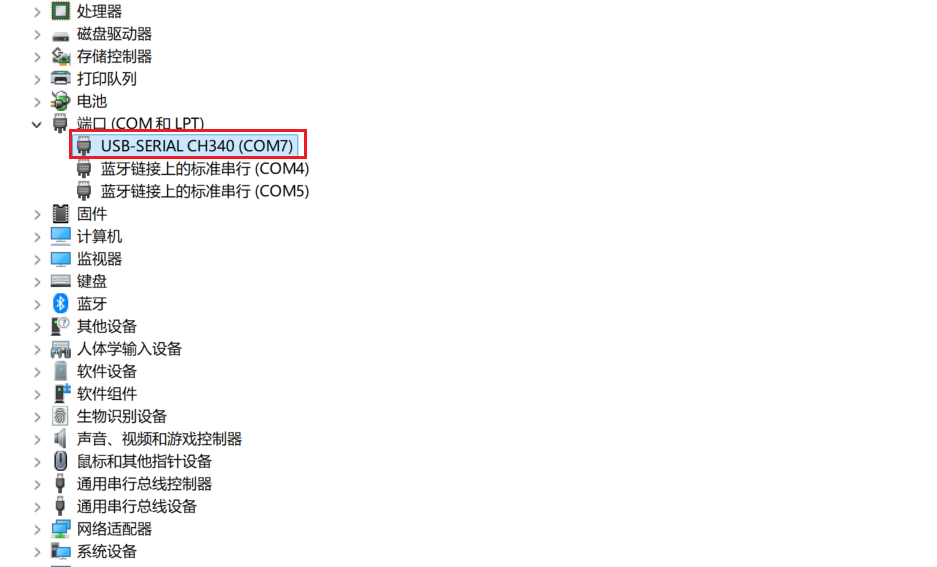 处理器
磁盘驱动器
存储控制器
打印队列
电池
端口 (COM 和 LPT)
USB-SERIAL CH340 (COM7)
蓝牙链接上的标准串行 (COM4)
蓝牙链接上的标准串行 (COM5)
固件
计算机
监视器
键盘
蓝牙
其他设备
人体学输入设备
软件设备
软件组件
生物识别设备
声音、视频和游戏控制器
鼠标和其他指针设备
通用串行总线控制器
通用串行总线设备
网络适配器
系统设备